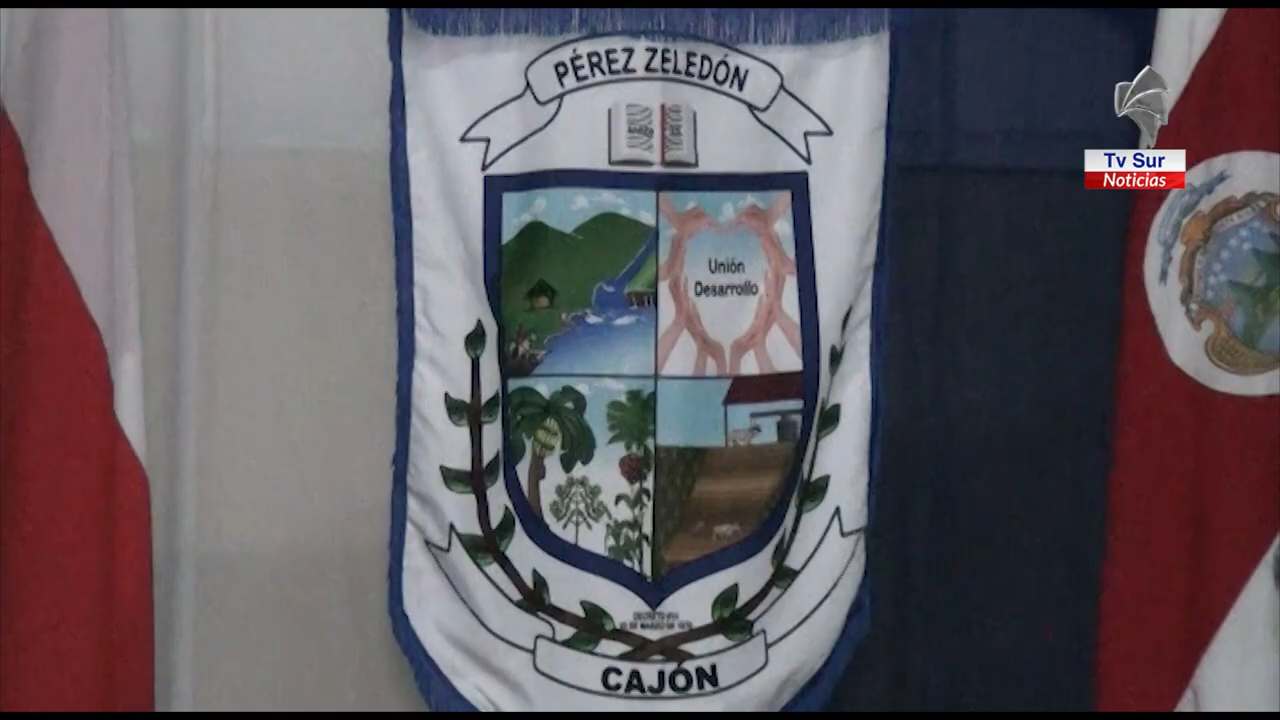 PÉREZ ZELEDÓN
Tv Sur
Noticias
Unión
Desarrollo
CAJÓN